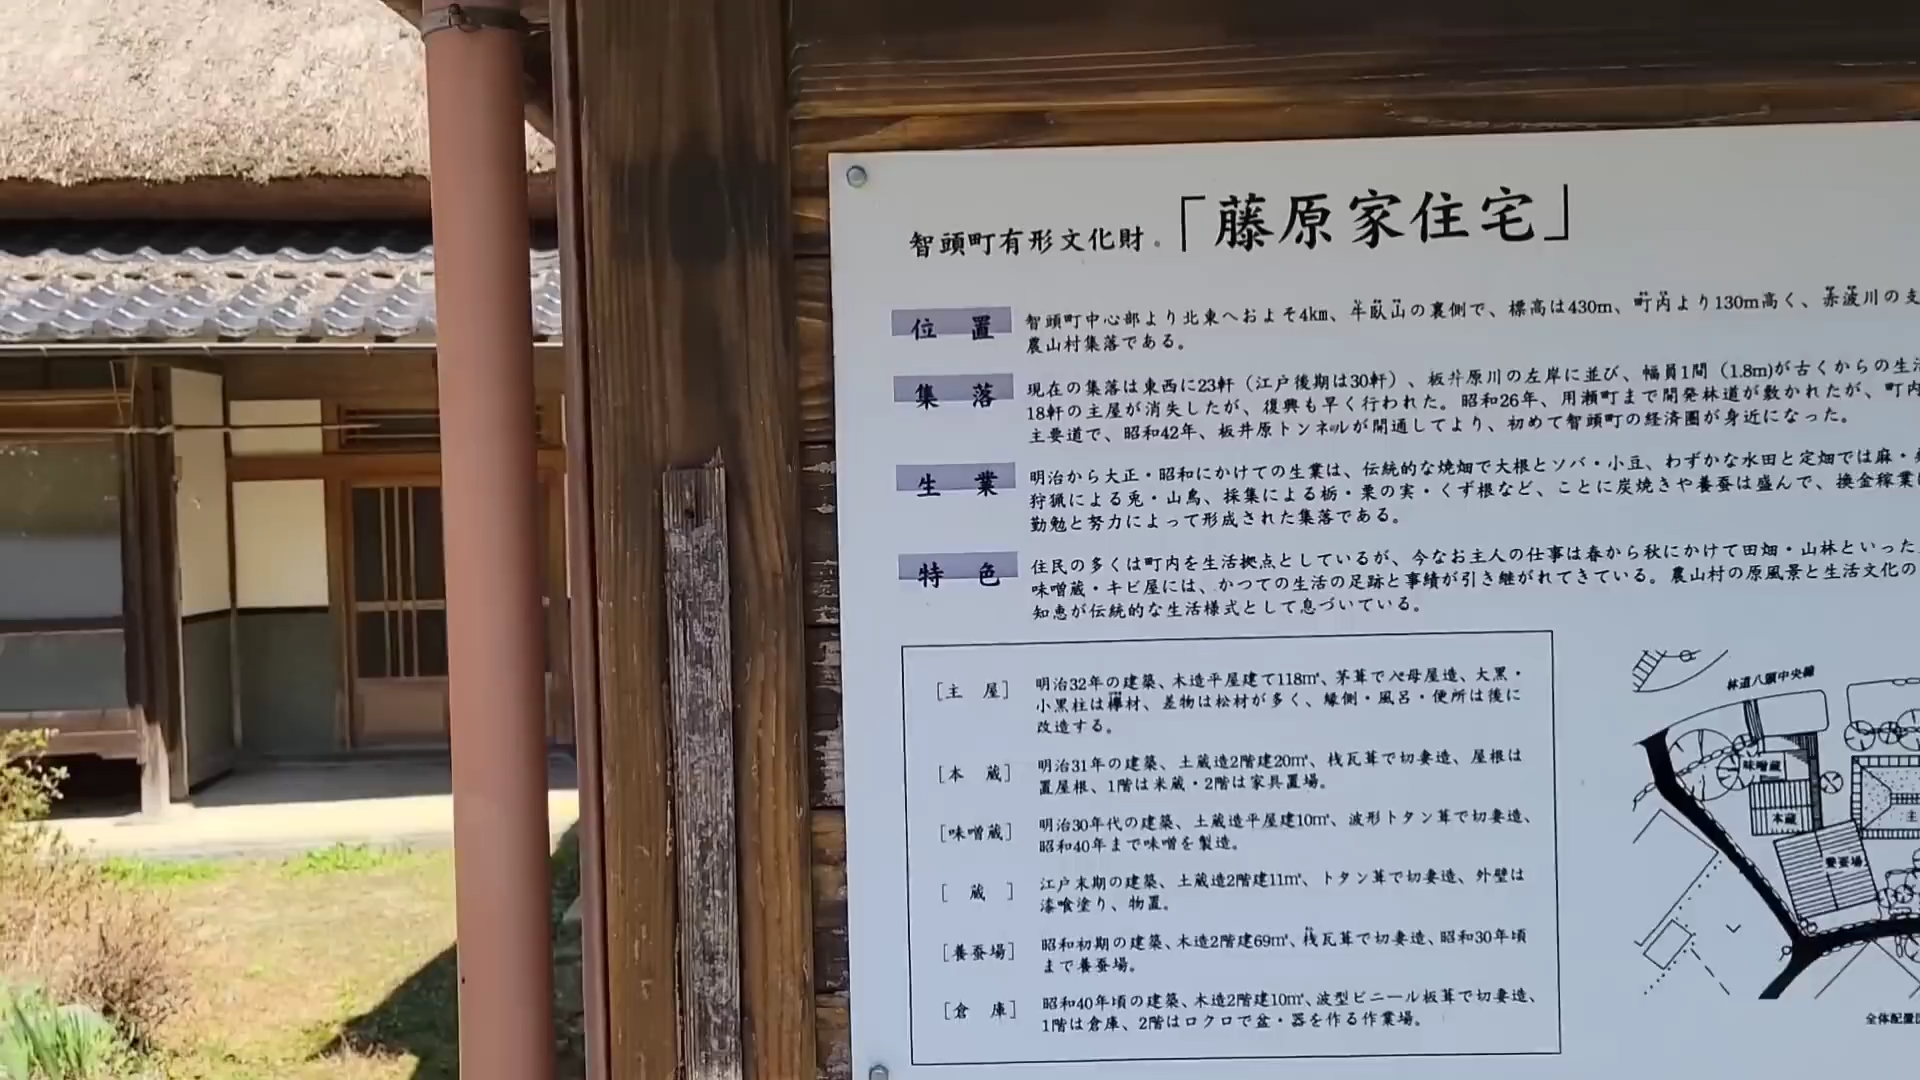 智頭町有形文化財 「藤原家住宅」
位 置
智頭町中心部より北東へおよそ4km、牛臥山の裏側で、標高は430m、町内より130m高く、赤波川の支
農山村集落である。
集 落
現在の集落は東西に23軒（江戸後期は30軒）、板井原川の左岸に並び、幅員1間（1.8m)が古くからの生活
18軒の主屋が消失したが、復興も早く行われた。昭和26年、用瀬町まで開発林道が敷かれたが、町内
主要道で、昭和42年、板井原トンネルが開通してより、初めて智頭町の経済圏が身近になった。
生 業
明治から大正・昭和にかけての生業は、伝統的な焼畑で大根とソバ・小豆、わずかな水田と定畑では麻・
狩猟による兎・山鳥、採集による栃・栗の実・くず根など、ことに炭焼きや養蚕は盛んで、換金稼業
勤勉と努力によって形成された集落である。
特 色
住民の多くは町内を生活拠点としているが、今なお主人の仕事は春から秋にかけて田畑・山林といった
味噌蔵・キビ屋には、かつての生活の足跡と事績が引き継がれてきている。農山村の原風景と生活文化の
知恵が伝統的な生活様式として息づいている。
[主 屋] 明治32年の建築、木造平屋建て118㎡、茅葺で入母屋造、大黒・
小黒柱は欅材、差物は松材が多く、縁側・風呂・便所は後に
改造する。
[本 蔵] 明治31年の建築、土蔵造2階建20㎡、桟瓦葺で切妻造、屋根は
置屋根、1階は米蔵・2階は家具置場。
[味噌蔵] 明治30年代の建築、土蔵造平屋建10㎡、波形トタン葺で切妻造、
昭和40年まで味噌を製造。
[ 蔵 ] 江戸末期の建築、土蔵造2階建11㎡、トタン葺で切妻造、外壁は
漆喰塗り、物置。
[養蚕場] 昭和初期の建築、木造2階建69㎡、桟瓦葺で切妻造、昭和30年頃
まで養蚕場。
[倉 庫] 昭和40年頃の建築、木造2階建10㎡、波型ビニール板葺で切妻造、
1階は倉庫、2階はロクロで盆・器を作る作業場。
林道八頭中央線
味噌蔵
本蔵
主
養蚕場
全体配置